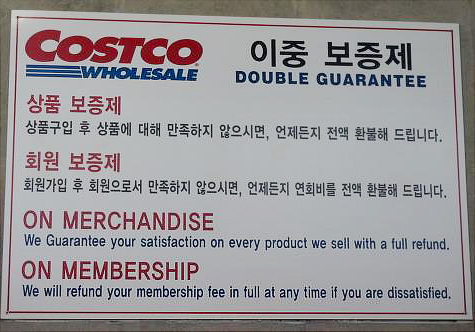 COSTCO
WHOLESALE
이중 보증제
DOUBLE GUARANTEE
상품 보증제
상품구입 후 상품에 대해 만족하지 않으시면, 언제든지 전액 환불해 드립니다.
회원 보증제
회원가입 후 회원으로서 만족하지 않으시면, 언제든지 연회비를 전액 환불해 드립니다.
ON MERCHANDISE
We Guarantee your satisfaction on every product we sell with a full refund.
ON MEMBERSHIP
We will refund your membership fee in full at any time if you are dissatisfied.